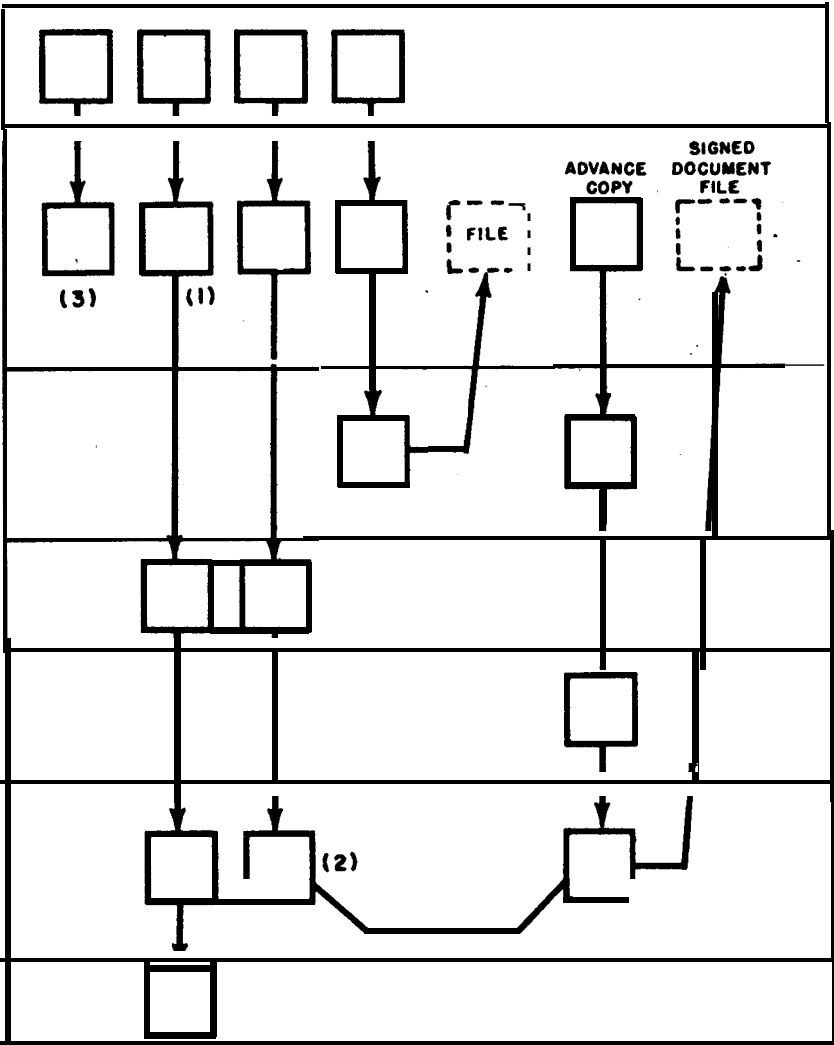 SIGNED
DOCUMENT
FILE
ADVANCE
COPY
FILE
(3)
(1)
(2)